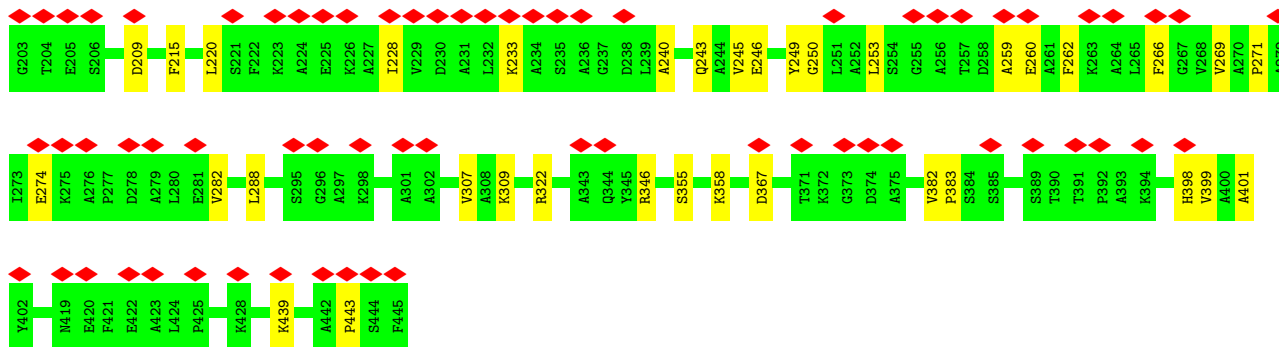 G203 T204 E205 S206 D209 F215 L220 S221 F222 K223 A224 E225 K226 A227 I228 V229 D230 A231 L232 K233 A234 S235 A236 G237 D238 L239 A240 Q243 A244 V245 E246 Y249 G250 L251 A252 L253 S254 G255 A256 T257 D258 A259 E260 A261 F262 K263 A264 L265 F266 G267 V268 V269 A270 P271
I273 E274 K275 A276 P277 D278 A279 L280 E281 V282 L288 S295 G296 A297 K298 A301 A302 V307 A308 K309 R322 A343 Q344 Y345 R346 S355 K358 D367 T371 K372 G373 D374 A375 V382 P383 S384 S385 S389 T390 T391 P392 A393 K394 H398 V399 A400 A401
Y402 N419 E420 F421 E422 A423 L424 P425 K428 K439 A442 P443 S444 F445